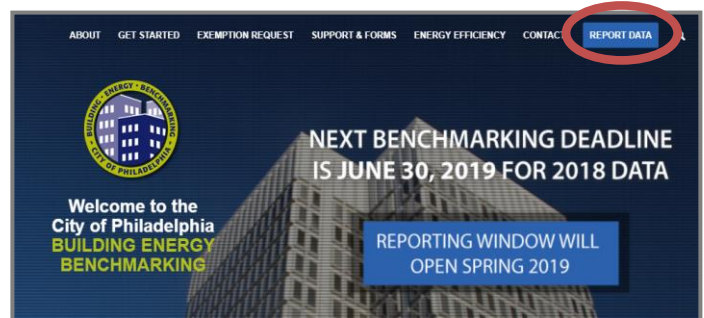 ABOUT GET STARTED EXEMPTION REQUEST SUPPORT & FORMS ENERGY EFFICIENCY CONTACT REPORT DATA
BUILDING · ENERGY · BENCHMARKING
CITY OF PHILADELPHIA
NEXT BENCHMARKING DEADLINE
IS JUNE 30, 2019 FOR 2018 DATA
Welcome to the
City of Philadelphia
BUILDING ENERGY
BENCHMARKING
REPORTING WINDOW WILL
OPEN SPRING 2019